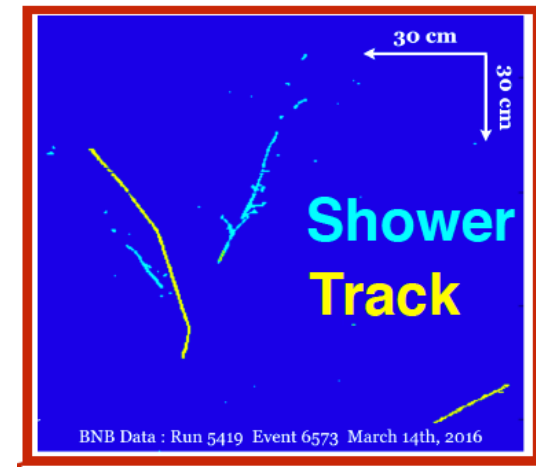 30 cm
30 cm
Shower
Track
BNB Data : Run 5419 Event 6573 March 14th, 2016